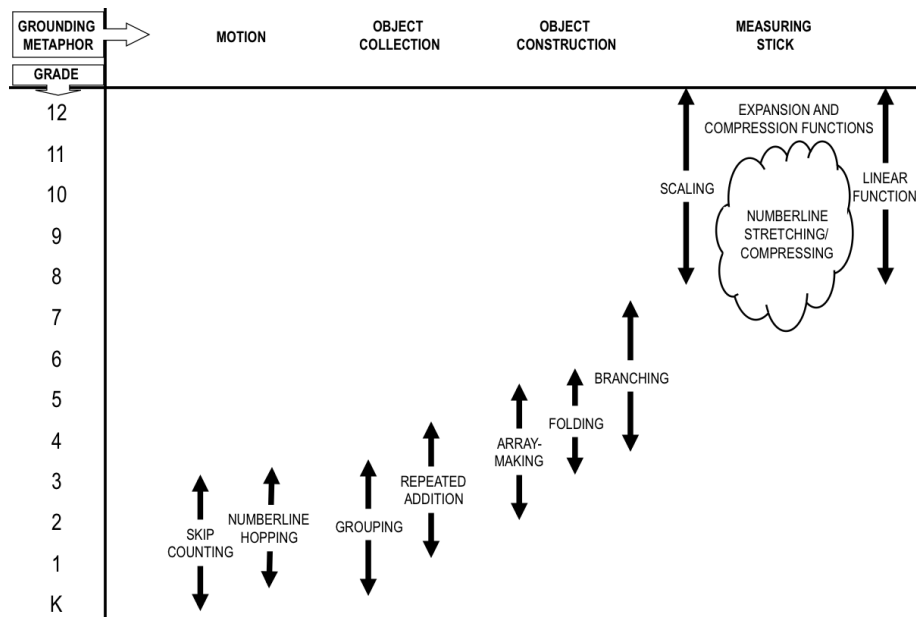 GROUNDING
METAPHOR
MOTION
OBJECT
COLLECTION
OBJECT
CONSTRUCTION
MEASURING
STICK
GRADE
12
11
10
9
8
7
6
5
4
3
2
1
K
SKIP
COUNTING
NUMBERLINE
HOPPING
GROUPING
REPEATED
ADDITION
ARRAY-
MAKING
FOLDING
BRANCHING
SCALING
EXPANSION AND
COMPRESSION FUNCTIONS
NUMBERLINE
STRETCHING/
COMPRESSING
LINEAR
FUNCTION